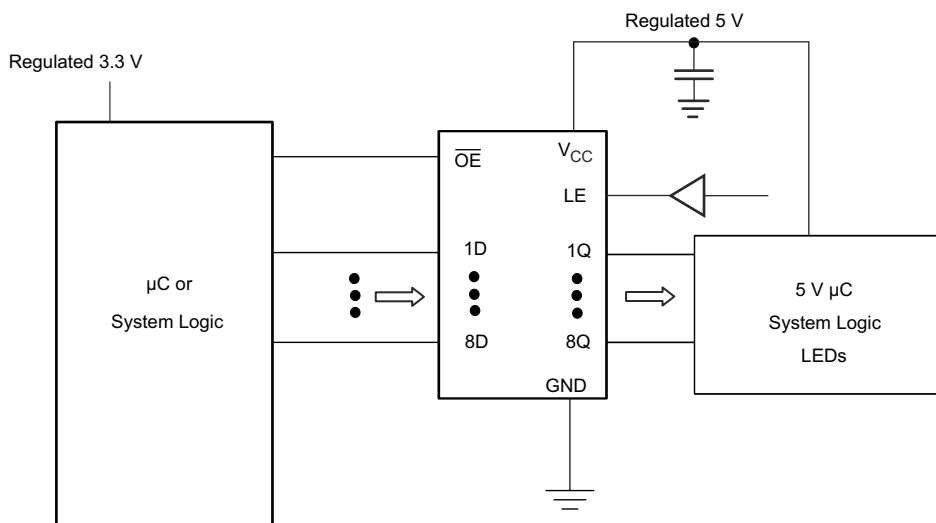 Regulated 5 V
Regulated 3.3 V
OE
VCC
LE
µC or
System Logic
1D
1Q
8D
8Q
GND
5 V µC
System Logic
LEDs